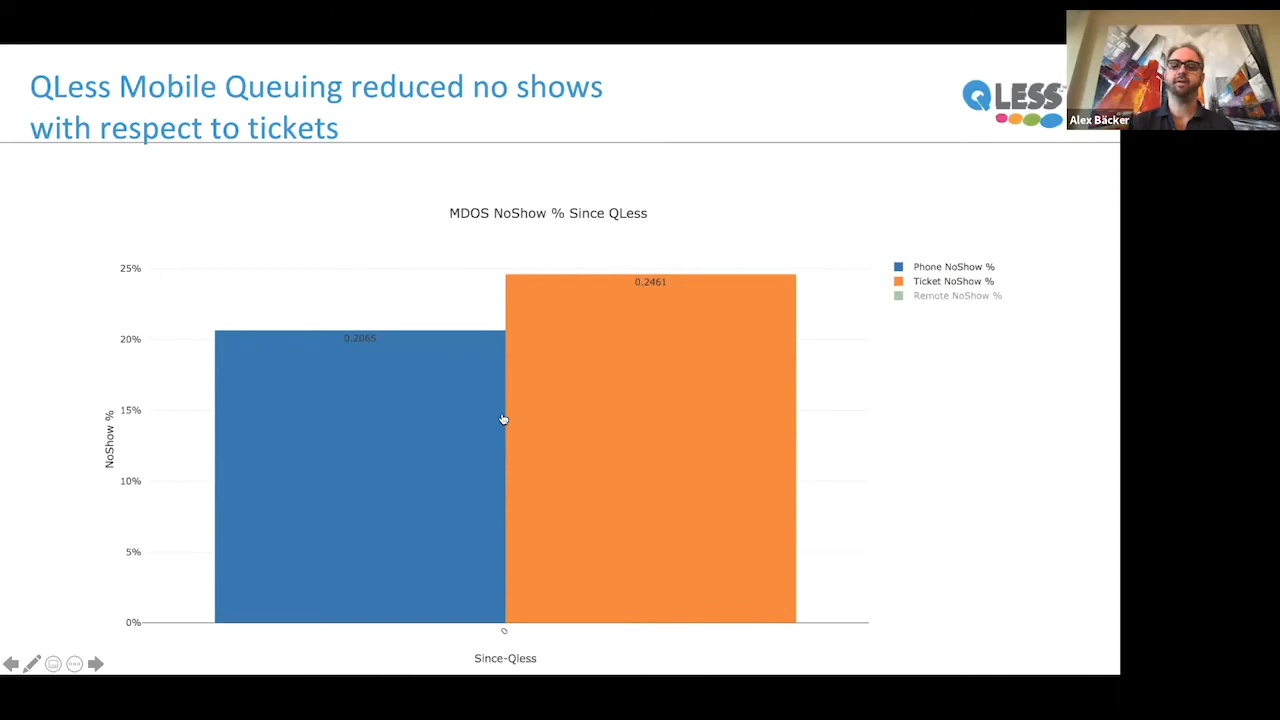 QLess Mobile Queuing reduced no shows
with respect to tickets
QLESS
Alex Bäcker
MDOS NoShow % Since QLess
25%
20%
15%
10%
5%
0%
NoShow %
0.2065
0.2461
0
Since-Qless
Phone NoShow %
Ticket NoShow %
Remote NoShow %